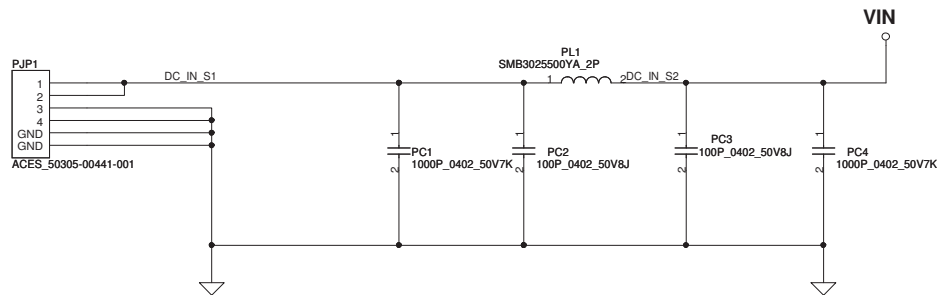 VIN
PL1
SMB3025500YA_2P
PJP1
DC_IN_S1
1
2
DC_IN_S2
1
2
3
4
GND
GND
ACES_50305-00441-001
1
2
PC1
1000P_0402_50V7K
1
2
PC2
100P_0402_50V8J
1
2
PC3
100P_0402_50V8J
1
2
PC4
1000P_0402_50V7K